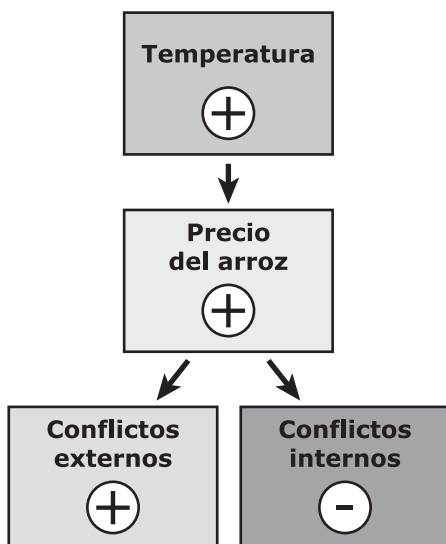 Temperatura
+
Precio
del arroz
+
Conflictos
externos
+
Conflictos
internos
-